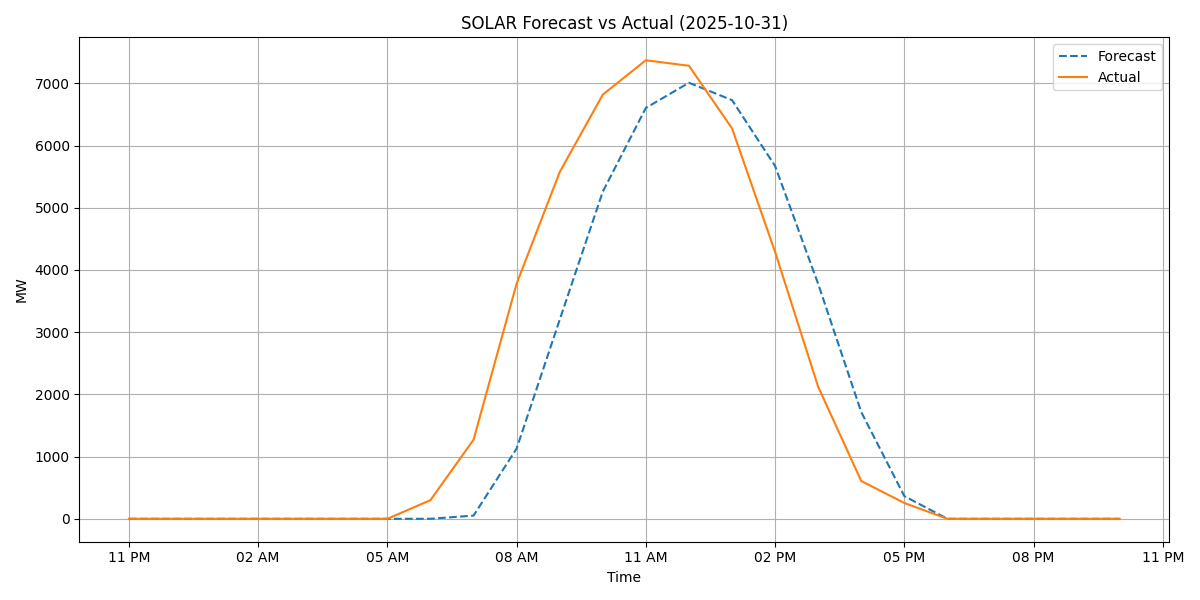 SOLAR Forecast vs Actual (2025-10-31)
Forecast
Actual
MW
7000
6000
5000
4000
3000
2000
1000
0
11 PM 02 AM 05 AM 08 AM 11 AM 02 PM 05 PM 08 PM 11 PM
Time